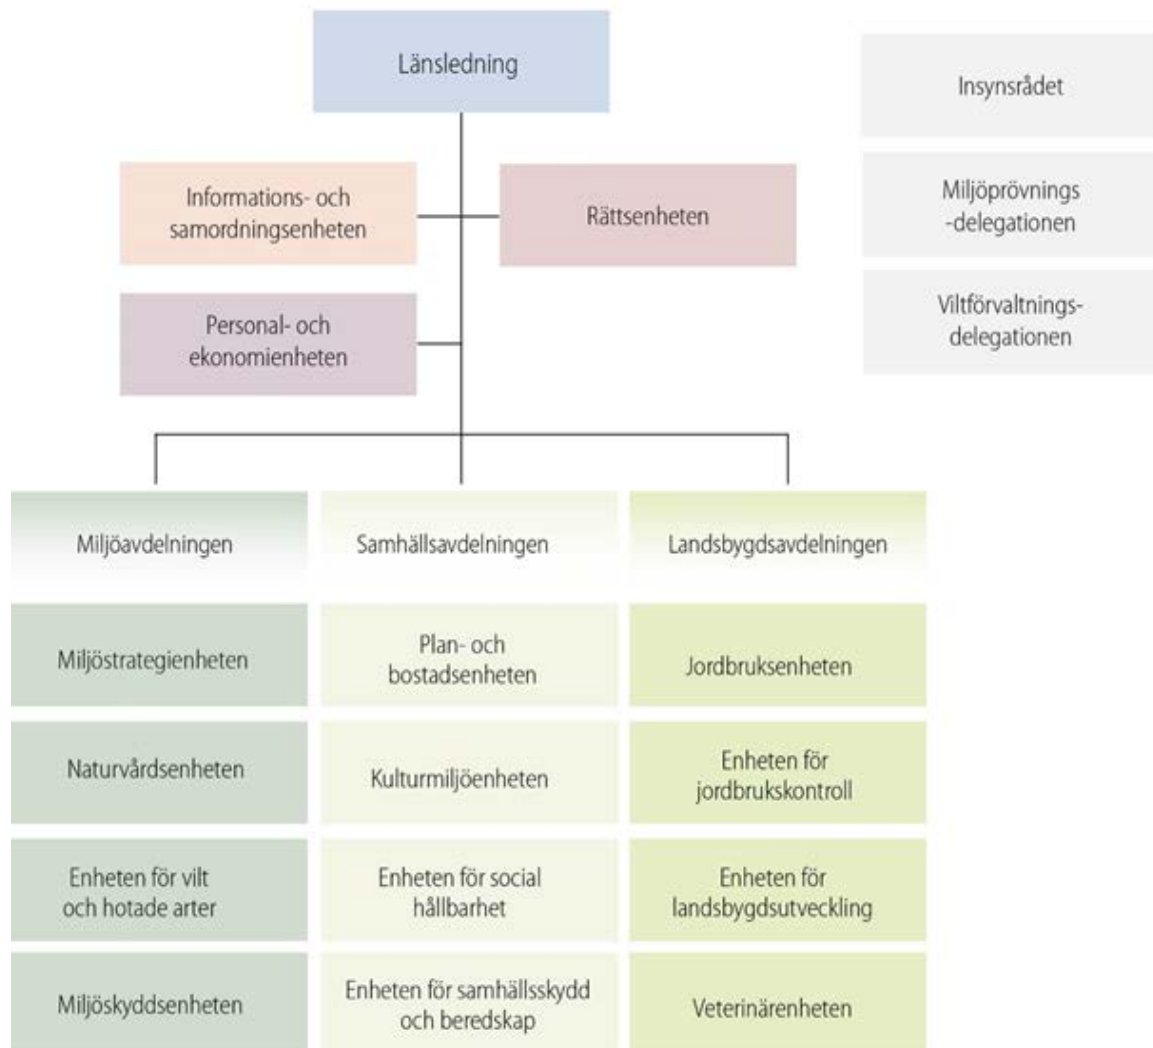 Länsledning
Informations- och
samordningsenheten
Rättsenheten
Personal- och
ekonomienheten
Insynsrådet
Miljöprövnings
-delegationen
Viltförvaltnings-
delegationen
Miljöavdelningen
Samhällsavdelningen
Landsbygdsavdelningen
Miljöstrategienheten
Plan- och
bostadsenheten
Jordbruksenheten
Naturvårdsenheten
Kulturmiljöenheten
Enheten för
jordbrukskontroll
Enheten för vilt
och hotade arter
Enheten för social
hållbarhet
Enheten för
landsbygdsutveckling
Miljöskyddsenheten
Enheten för samhällsskydd
och beredskap
Veterinärenheten